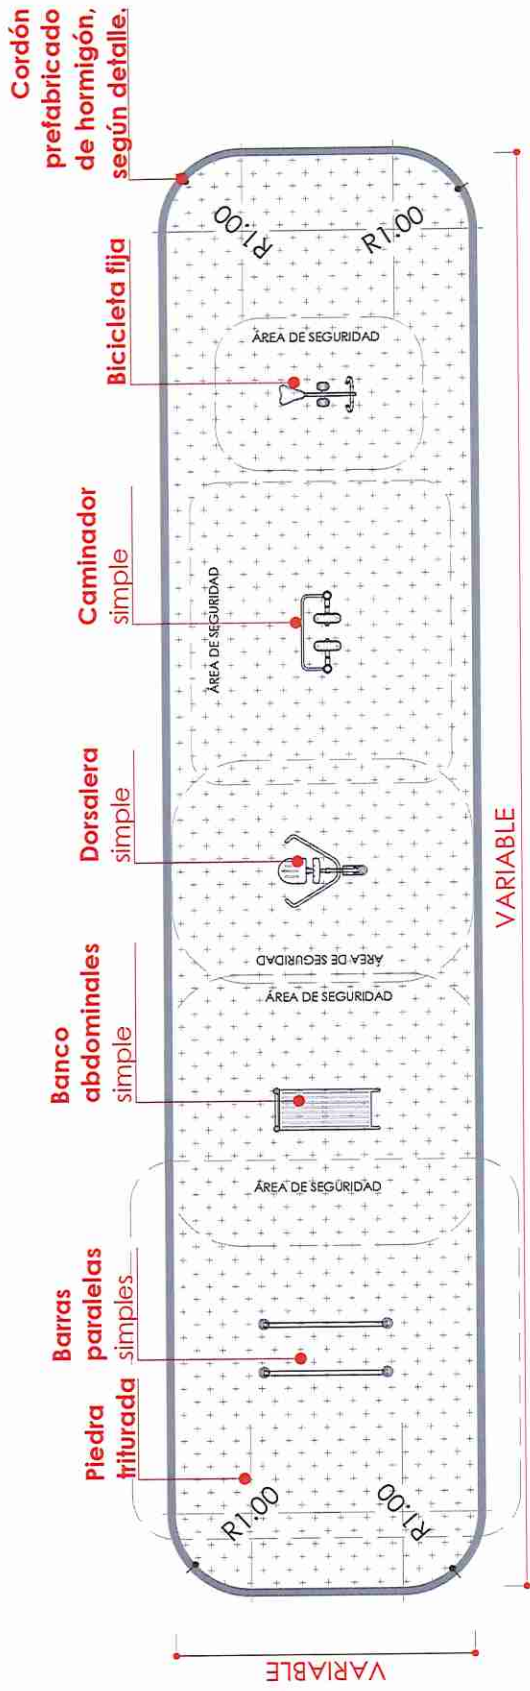 Piedra
triturada
Barras
paralelas
simples
Banco
abdominales
simple
Dorsalera
simple
Caminador
simple
Bicicleta fija
Cordón
prefabricado
de hormigón,
según detalle.
R1.00
R1.00
ÁREA DE SEGURIDAD
ÁREA DE SEGURIDAD
ÁREA DE SEGURIDAD
ÁREA DE SEGURIDAD
ÁREA DE SEGURIDAD
R1.00
R1.00
VARIABLE
VARIABLE